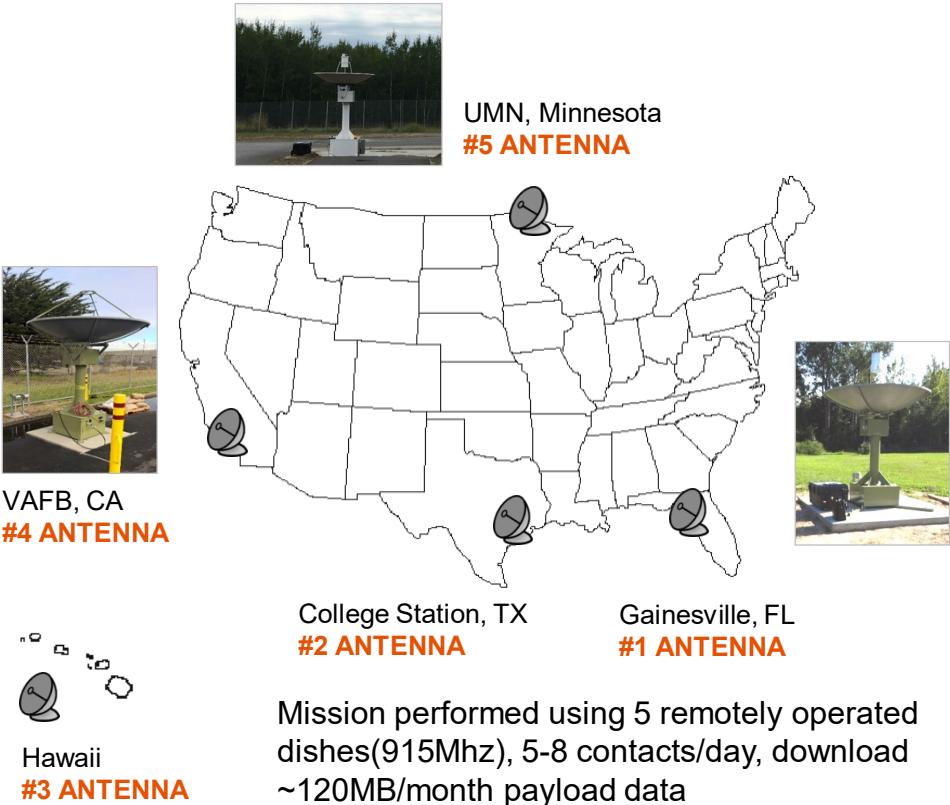 UMN, Minnesota
#5 ANTENNA
VAFB, CA
#4 ANTENNA
College Station, TX
#2 ANTENNA
Gainesville, FL
#1 ANTENNA
Hawaii
#3 ANTENNA
Mission performed using 5 remotely operated
dishes(915Mhz), 5-8 contacts/day, download
~120MB/month payload data